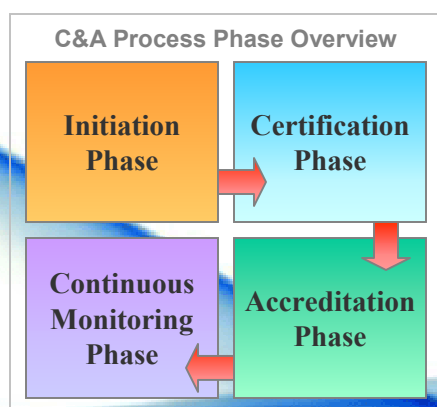 C&A Process Phase Overview
Initiation
Phase
Certification
Phase
Continuous
Monitoring
Phase
Accreditation
Phase